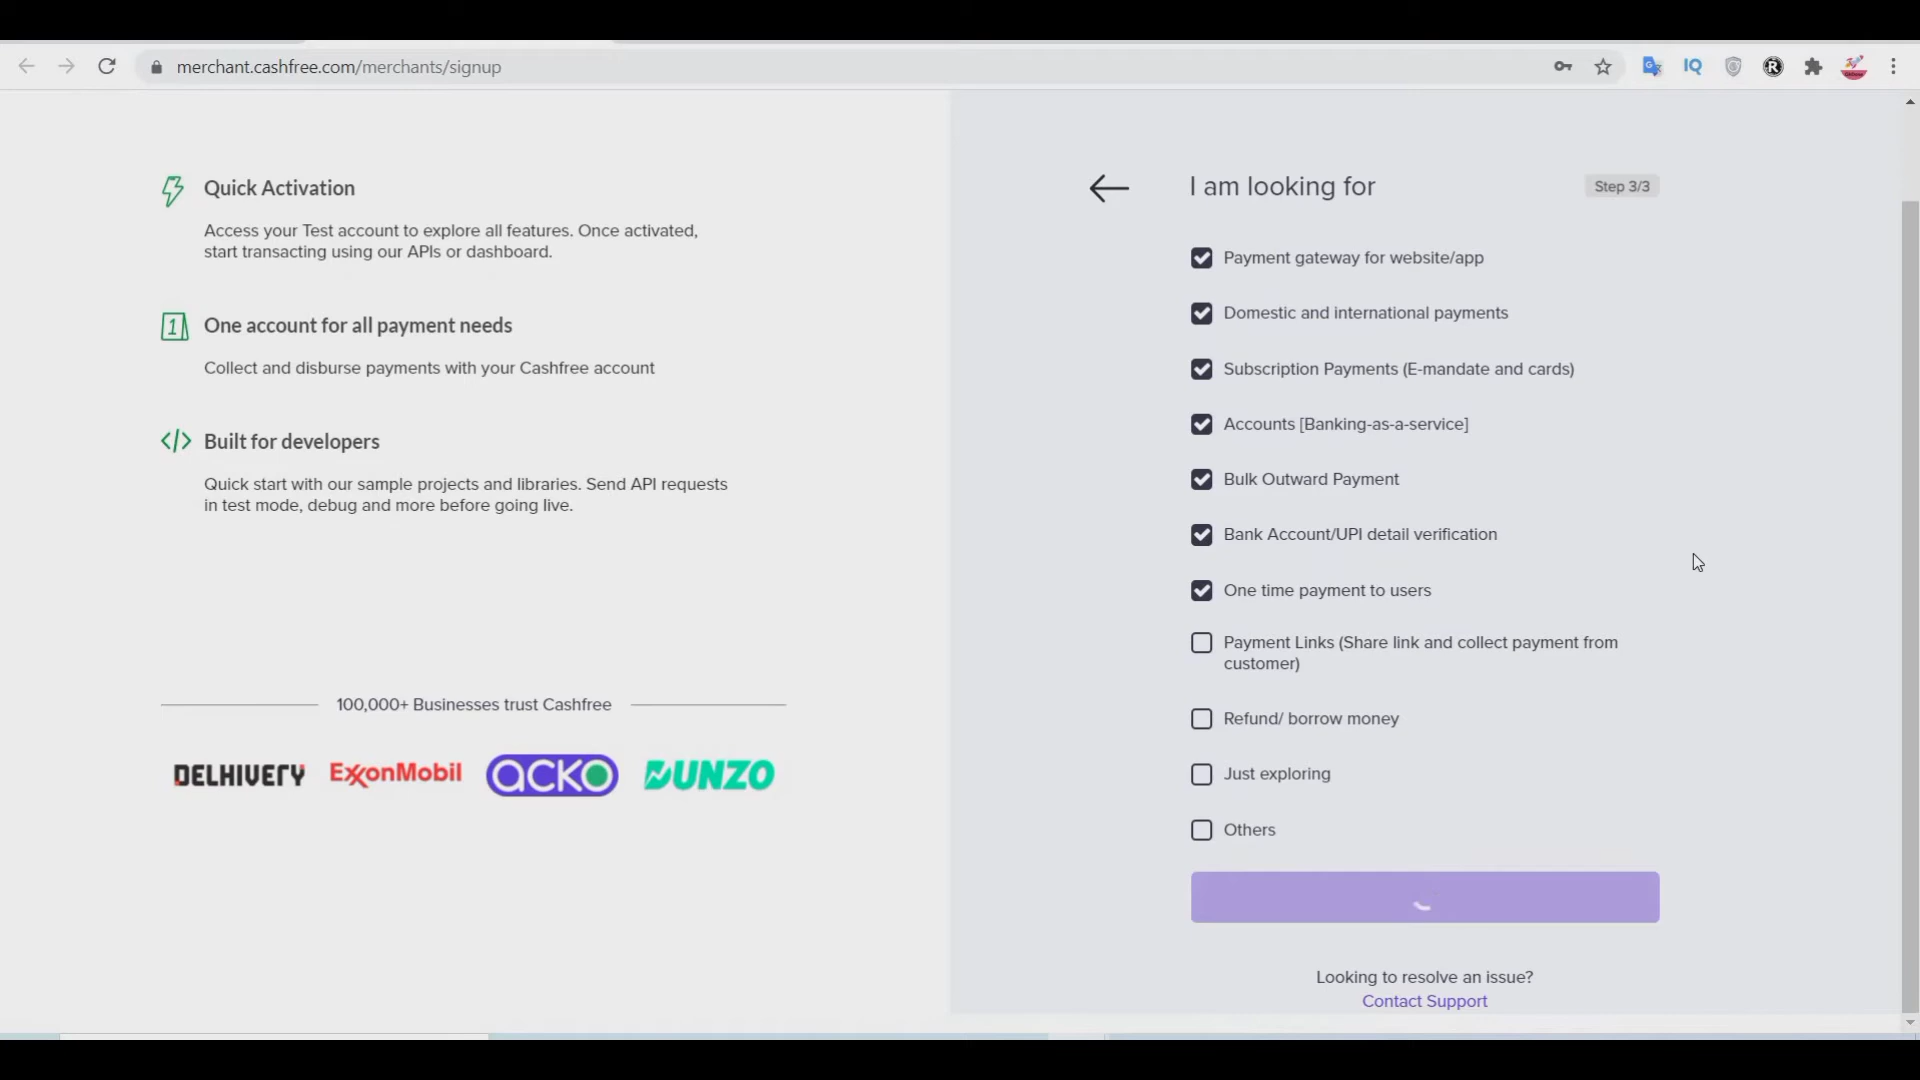 merchant.cashfree.com/merchants/signup
IQ
Quick Activation
Access your Test account to explore all features. Once activated,
start transacting using our APIs or dashboard.
1
One account for all payment needs
Collect and disburse payments with your Cashfree account
</> Built for developers
Quick start with our sample projects and libraries. Send API requests
in test mode, debug and more before going live.
100,000+ Businesses trust Cashfree
DELHIVERY ExxonMobil acko DUNZO
I am looking for
Step 3/3
Payment gateway for website/app
Domestic and international payments
Subscription Payments (E-mandate and cards)
Accounts [Banking-as-a-service]
Bulk Outward Payment
Bank Account/UPI detail verification
One time payment to users
Payment Links (Share link and collect payment from
customer)
Refund/ borrow money
Just exploring
Others
Looking to resolve an issue?
Contact Support